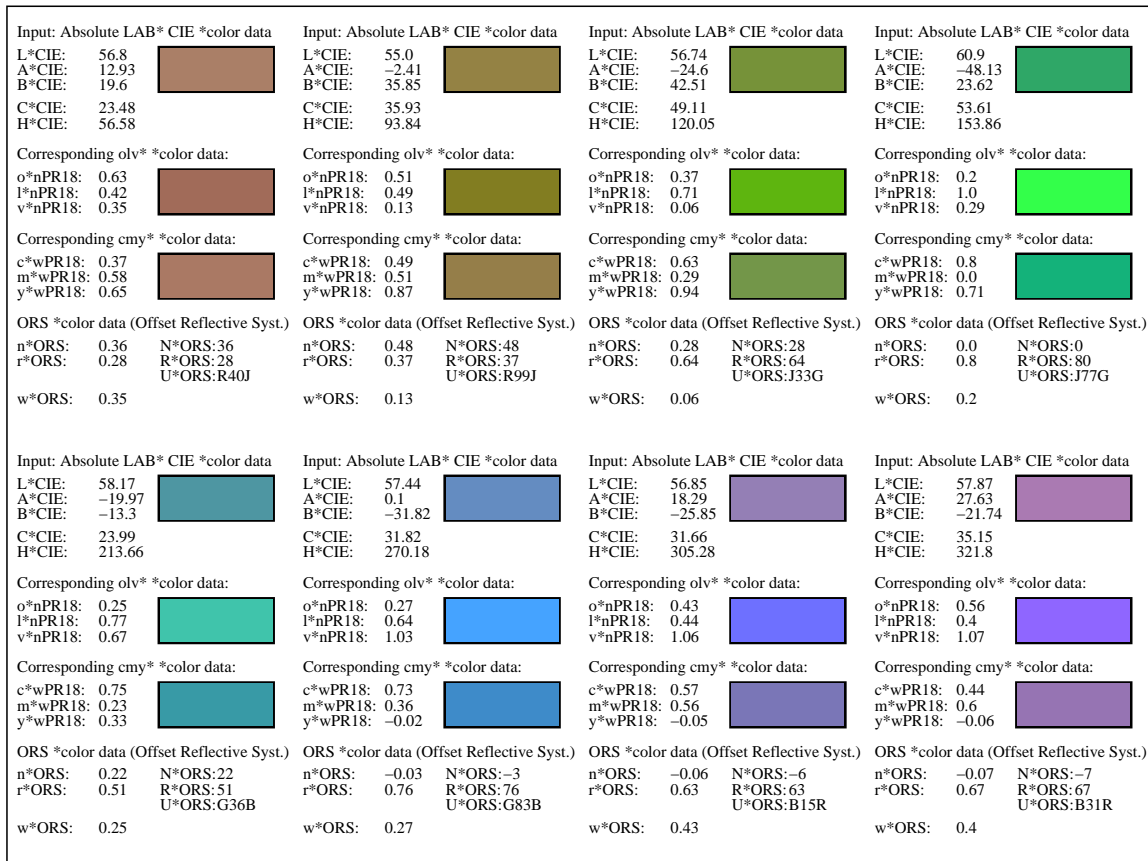 Input: Absolute LAB* CIE *color data
L*CIE: 56.8
A*CIE: 12.93
B*CIE: 19.6
C*CIE: 23.48
H*CIE: 56.58
Corresponding olv* *color data:
o*nPR18: 0.63
l*nPR18: 0.42
v*nPR18: 0.35
Corresponding cmy* *color data:
c*wPR18: 0.37
m*wPR18: 0.58
y*wPR18: 0.65
ORS *color data (Offset Reflective Syst.)
n*ORS: 0.36 N*ORS:36
r*ORS: 0.28 R*ORS:28
U*ORS:R40J
w*ORS: 0.35
Input: Absolute LAB* CIE *color data
L*CIE: 55.0
A*CIE: −2.41
B*CIE: 35.85
C*CIE: 35.93
H*CIE: 93.84
Corresponding olv* *color data:
o*nPR18: 0.51
l*nPR18: 0.49
v*nPR18: 0.13
Corresponding cmy* *color data:
c*wPR18: 0.49
m*wPR18: 0.51
y*wPR18: 0.87
ORS *color data (Offset Reflective Syst.)
n*ORS: 0.48 N*ORS:48
r*ORS: 0.37 R*ORS:37
U*ORS:R99J
w*ORS: 0.13
Input: Absolute LAB* CIE *color data
L*CIE: 56.74
A*CIE: −24.6
B*CIE: 42.51
C*CIE: 49.11
H*CIE: 120.05
Corresponding olv* *color data:
o*nPR18: 0.37
l*nPR18: 0.71
v*nPR18: 0.06
Corresponding cmy* *color data:
c*wPR18: 0.63
m*wPR18: 0.29
y*wPR18: 0.94
ORS *color data (Offset Reflective Syst.)
n*ORS: 0.28 N*ORS:28
r*ORS: 0.64 R*ORS:64
U*ORS:J33G
w*ORS: 0.06
Input: Absolute LAB* CIE *color data
L*CIE: 60.9
A*CIE: −48.13
B*CIE: 23.62
C*CIE: 53.61
H*CIE: 153.86
Corresponding olv* *color data:
o*nPR18: 0.2
l*nPR18: 1.0
v*nPR18: 0.29
Corresponding cmy* *color data:
c*wPR18: 0.8
m*wPR18: 0.0
y*wPR18: 0.71
ORS *color data (Offset Reflective Syst.)
n*ORS: 0.0 N*ORS:0
r*ORS: 0.8 R*ORS:80
U*ORS:J77G
w*ORS: 0.2
Input: Absolute LAB* CIE *color data
L*CIE: 58.17
A*CIE: −19.97
B*CIE: −13.3
C*CIE: 23.99
H*CIE: 213.66
Corresponding olv* *color data:
o*nPR18: 0.25
l*nPR18: 0.77
v*nPR18: 0.67
Corresponding cmy* *color data:
c*wPR18: 0.75
m*wPR18: 0.23
y*wPR18: 0.33
ORS *color data (Offset Reflective Syst.)
n*ORS: 0.22 N*ORS:22
r*ORS: 0.51 R*ORS:51
U*ORS:G36B
w*ORS: 0.25
Input: Absolute LAB* CIE *color data
L*CIE: 57.44
A*CIE: 0.1
B*CIE: −31.82
C*CIE: 31.82
H*CIE: 270.18
Corresponding olv* *color data:
o*nPR18: 0.27
l*nPR18: 0.64
v*nPR18: 1.03
Corresponding cmy* *color data:
c*wPR18: 0.73
m*wPR18: 0.36
y*wPR18: −0.02
ORS *color data (Offset Reflective Syst.)
n*ORS: −0.03 N*ORS:−3
r*ORS: 0.76 R*ORS:76
U*ORS:G83B
w*ORS: 0.27
Input: Absolute LAB* CIE *color data
L*CIE: 56.85
A*CIE: 18.29
B*CIE: −25.85
C*CIE: 31.66
H*CIE: 305.28
Corresponding olv* *color data:
o*nPR18: 0.43
l*nPR18: 0.44
v*nPR18: 1.06
Corresponding cmy* *color data:
c*wPR18: 0.57
m*wPR18: 0.56
y*wPR18: −0.05
ORS *color data (Offset Reflective Syst.)
n*ORS: −0.06 N*ORS:−6
r*ORS: 0.63 R*ORS:63
U*ORS:B15R
w*ORS: 0.43
Input: Absolute LAB* CIE *color data
L*CIE: 57.87
A*CIE: 27.63
B*CIE: −21.74
C*CIE: 35.15
H*CIE: 321.8
Corresponding olv* *color data:
o*nPR18: 0.56
l*nPR18: 0.4
v*nPR18: 1.07
Corresponding cmy* *color data:
c*wPR18: 0.44
m*wPR18: 0.6
y*wPR18: −0.06
ORS *color data (Offset Reflective Syst.)
n*ORS: −0.07 N*ORS:−7
r*ORS: 0.67 R*ORS:67
U*ORS:B31R
w*ORS: 0.4